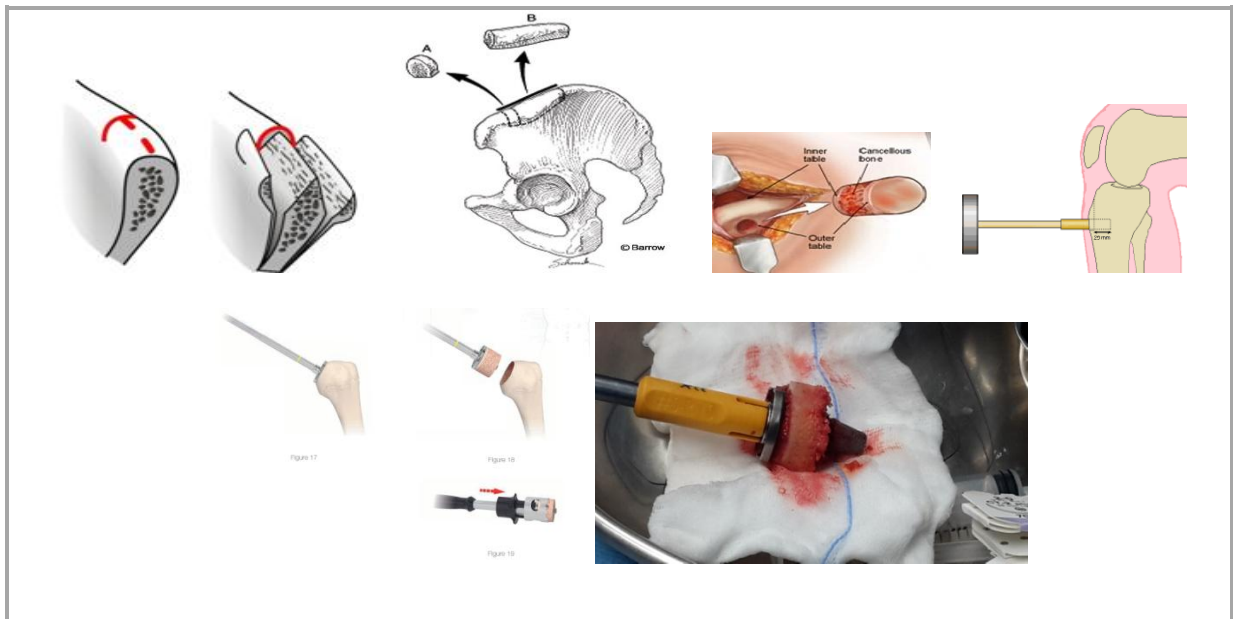 B
A
© Barrow
Inner
table
Cancellous
bone
Outer
table
25 mm
Figure 17
Figure 18
Figure 19